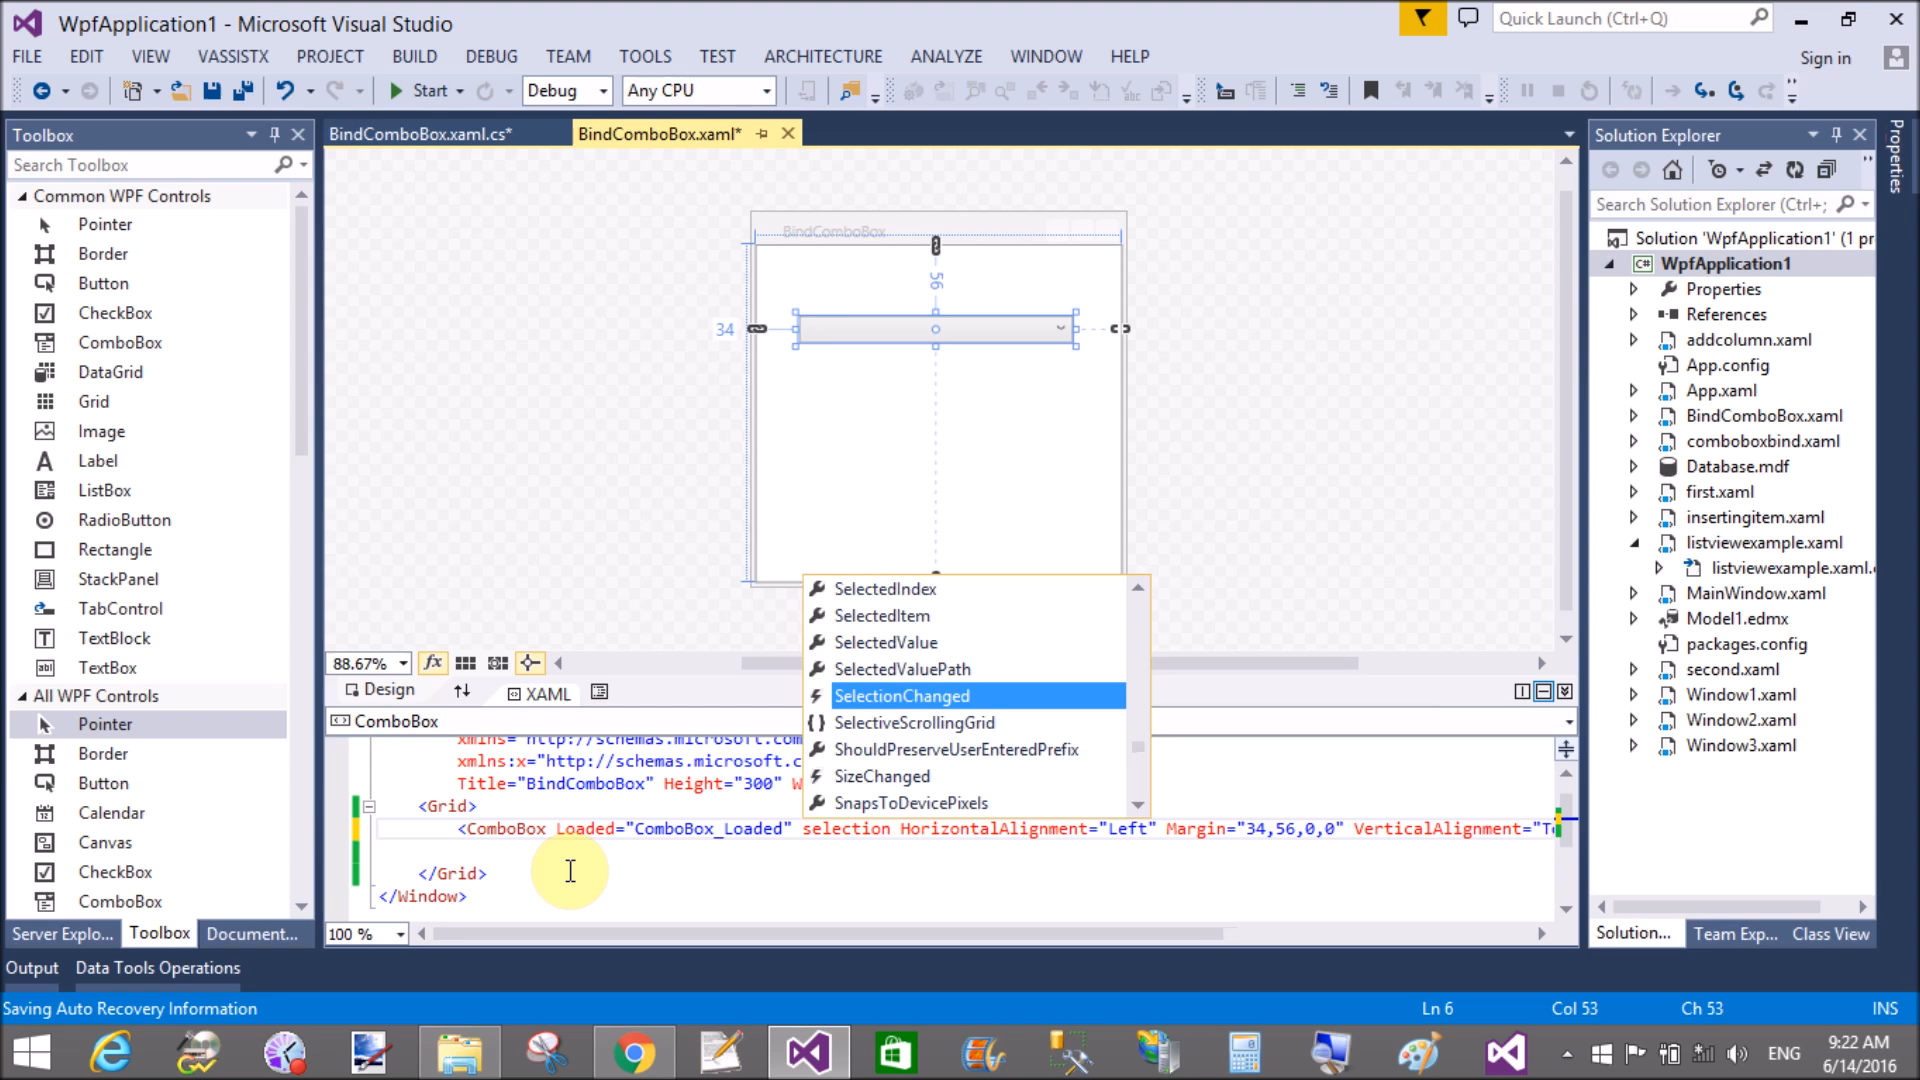 WpfApplication1 - Microsoft Visual Studio
Quick Launch (Ctrl+Q)
FILE EDIT VIEW VASSISTX PROJECT BUILD DEBUG TEAM TOOLS TEST ARCHITECTURE ANALYZE WINDOW HELP
Sign in
Start Debug Any CPU
Toolbox
Search Toolbox
Common WPF Controls
Pointer
Border
Button
CheckBox
ComboBox
DataGrid
Grid
Image
Label
ListBox
RadioButton
Rectangle
StackPanel
TabControl
TextBlock
TextBox
All WPF Controls
Pointer
Border
Button
Calendar
Canvas
CheckBox
ComboBox
Server Explo... Toolbox Document...
BindComboBox.xaml.cs* BindComboBox.xaml*
BindComboBox
56
34
88.67%
Design XAML
ComboBox
SelectedIndex
SelectedItem
SelectedValue
SelectedValuePath
SelectionChanged
SelectiveScrollingGrid
ShouldPreserveUserEnteredPrefix
SizeChanged
SnapsToDevicePixels
xmlns="http://schemas.microsoft.com
xmlns:x="http://schemas.microsoft.c
Title="BindComboBox" Height="300" W
<Grid>
<ComboBox Loaded="ComboBox_Loaded" selection HorizontalAlignment="Left" Margin="34,56,0,0" VerticalAlignment="To
</Grid>
</Window>
100 %
Solution Explorer
Search Solution Explorer (Ctrl+;
Solution 'WpfApplication1' (1 pr
WpfApplication1
Properties
References
addcolumn.xaml
App.config
App.xaml
BindComboBox.xaml
comboboxbind.xaml
Database.mdf
first.xaml
insertingitem.xaml
listviewexample.xaml
listviewexample.xaml.c
MainWindow.xaml
Model1.edmx
packages.config
second.xaml
Window1.xaml
Window2.xaml
Window3.xaml
Solution... Team Exp... Class View
Properties
Output Data Tools Operations
Saving Auto Recovery Information
Ln 6 Col 53 Ch 53 INS
ENG
9:22 AM
6/14/2016